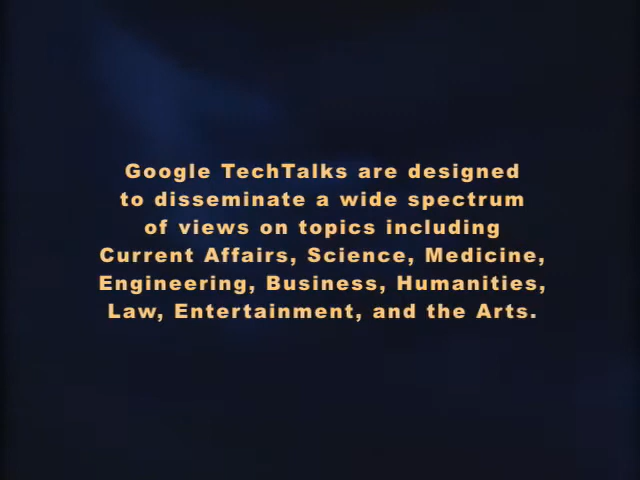 Google TechTalks are designed
to disseminate a wide spectrum
of views on topics including
Current Affairs, Science, Medicine,
Engineering, Business, Humanities,
Law, Entertainment, and the Arts.